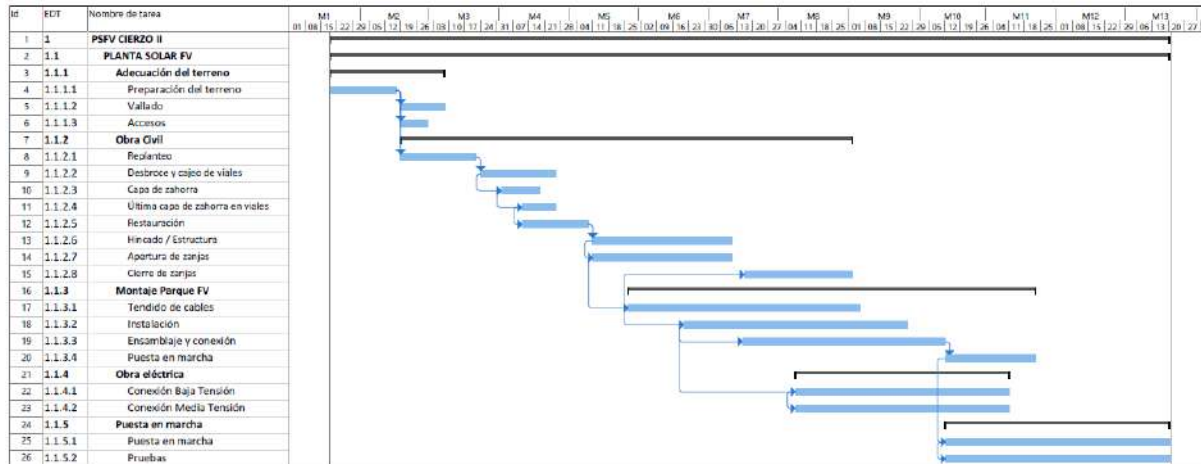 Id EDT Nombre de tarea M1 M2 M3 M4 M5 M6 M7 M8 M9 M10 M11 M12 M13
01 08 15 22 29 05 12 19 26
1 1 PSFV CIERZO II
2 1.1 PLANTA SOLAR FV
3 1.1.1 Adecuación del terreno
4 1.1.1.1 Preparación del terreno
5 1.1.1.2 Vallado
6 1.1.1.3 Accesos
7 1.1.2 Obra Civil
8 1.1.2.1 Replanteo
9 1.1.2.2 Desbroce y cajeo de viales
10 1.1.2.3 Capa de zahorra
11 1.1.2.4 Última capa de zahorra en viales
12 1.1.2.5 Restauración
13 1.1.2.6 Hincado / Estructura
14 1.1.2.7 Apertura de zanjas
15 1.1.2.8 Cierre de zanjas
16 1.1.3 Montaje Parque FV
17 1.1.3.1 Tendido de cables
18 1.1.3.2 Instalación
19 1.1.3.3 Ensamblaje y conexión
20 1.1.3.4 Puesta en marcha
21 1.1.4 Obra eléctrica
22 1.1.4.1 Conexión Baja Tensión
23 1.1.4.2 Conexión Media Tensión
24 1.1.5 Puesta en marcha
25 1.1.5.1 Puesta en marcha
26 1.1.5.2 Pruebas